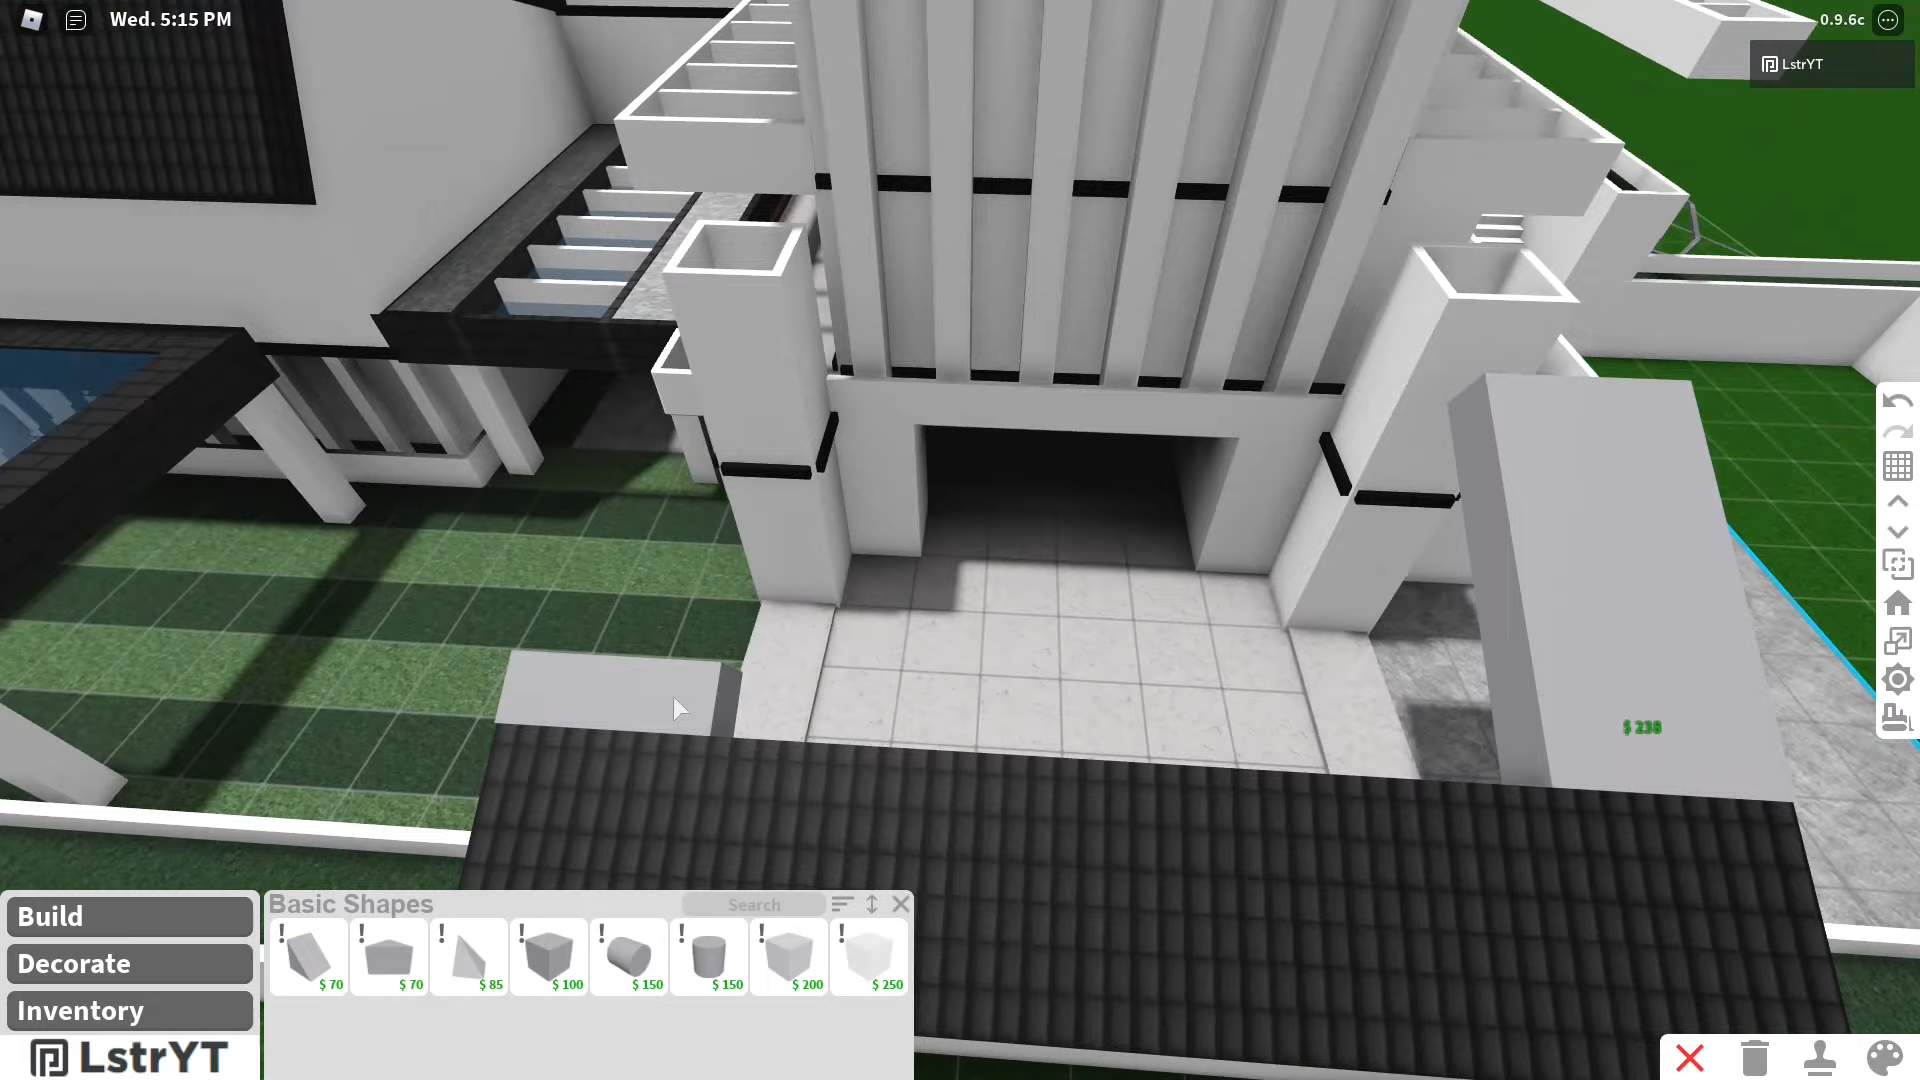 Wed. 5:15 PM
0.9.6c
LstrYT
$ 238
Build
Decorate
Inventory
LstrYT
Basic Shapes
Search
! $ 70
! $ 70
! $ 85
! $ 100
! $ 150
! $ 150
! $ 200
! $ 250